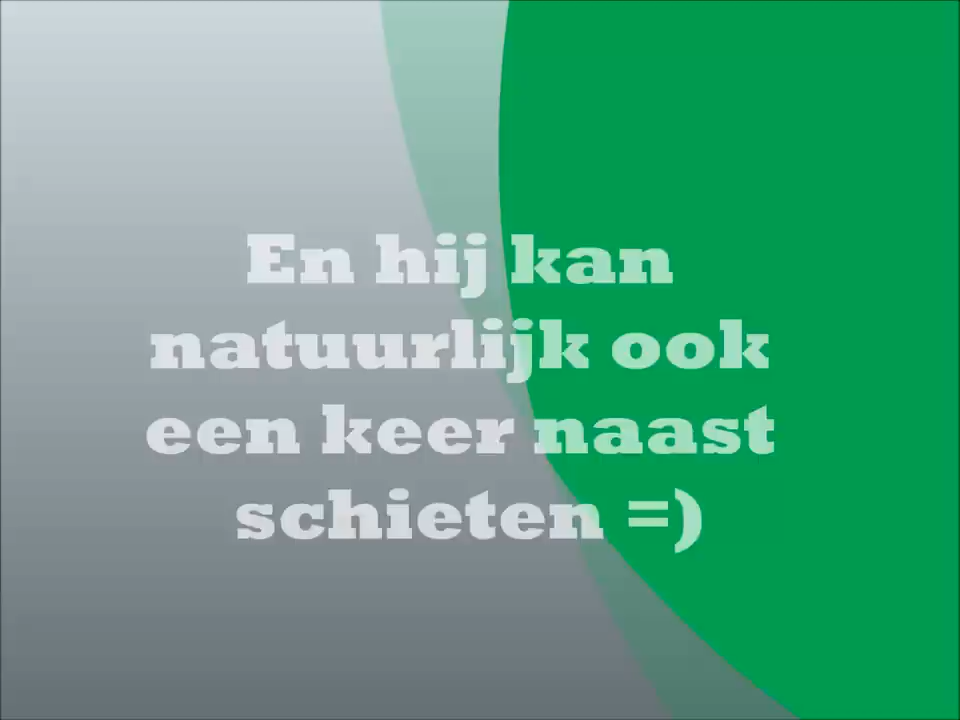 En hij kan
natuurlijk ook
een keer naast
schieten =)